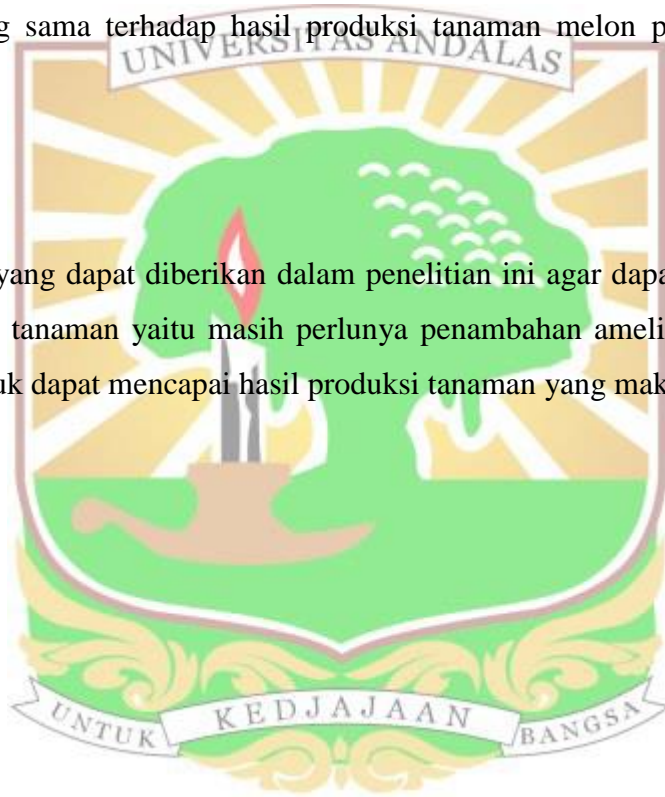 g sama terhadap hasil produksi tanaman melon p
UNIVERSITAS ANDALAS
yang dapat diberikan dalam penelitian ini agar dapa
tanaman yaitu masih perlunya penambahan ameli
uk dapat mencapai hasil produksi tanaman yang mak
UNTUK KEDJAJAAN BANGSA